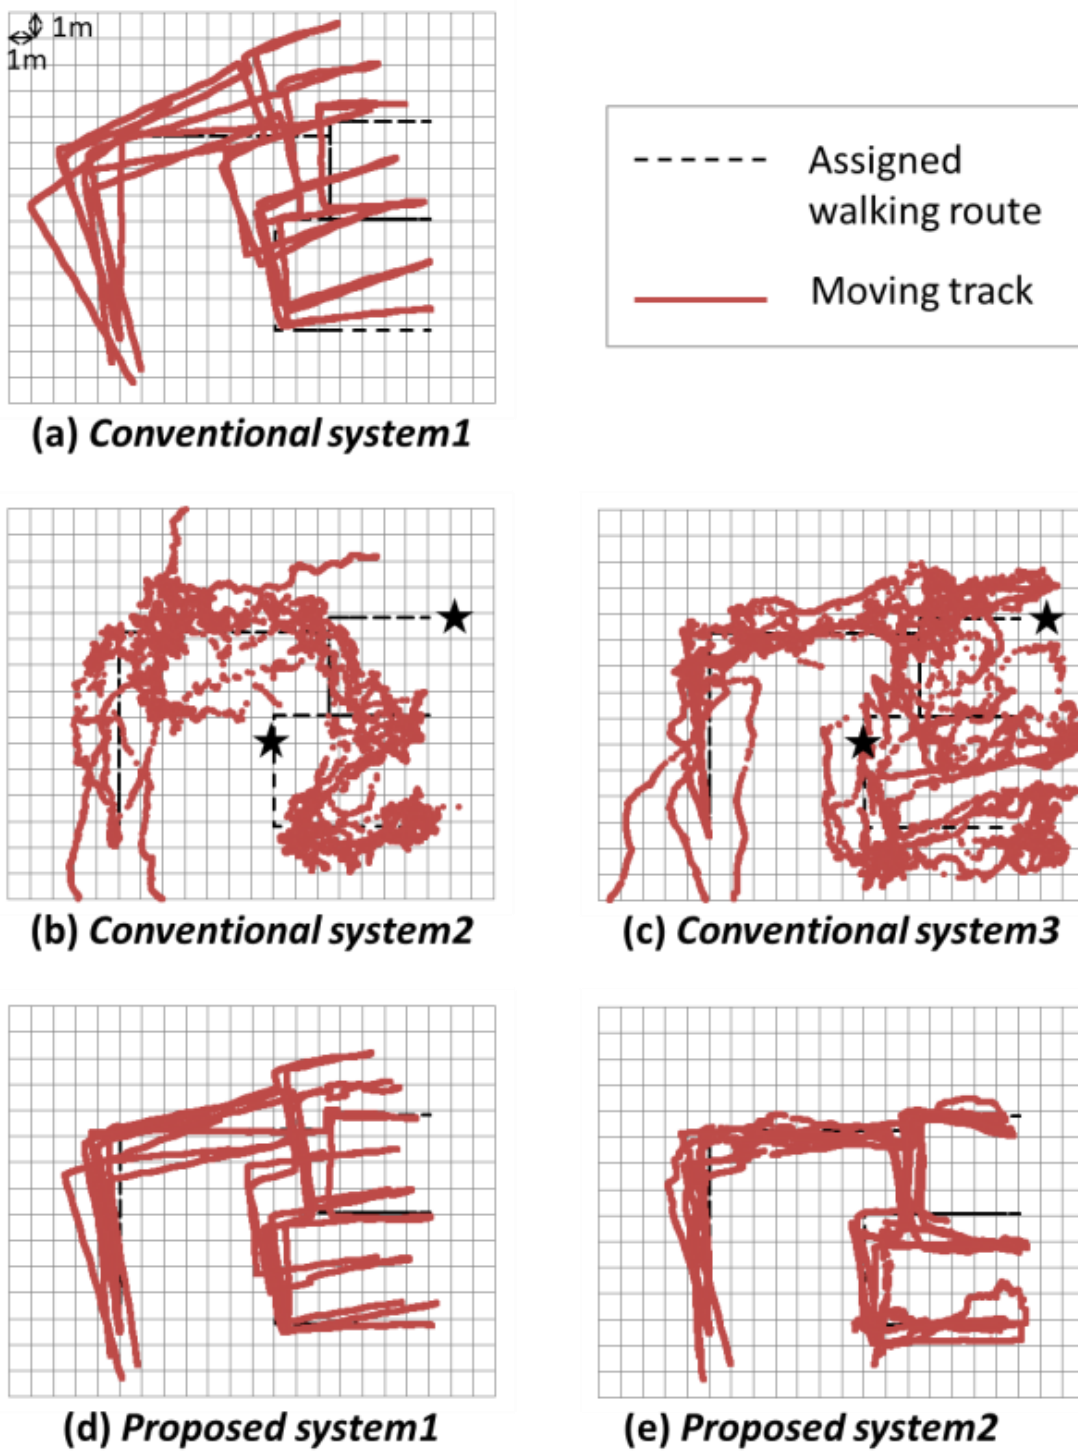 1m
1m
Assigned
walking route
Moving track
(a) Conventional system1
(b) Conventional system2
(c) Conventional system3
(d) Proposed system1
(e) Proposed system2